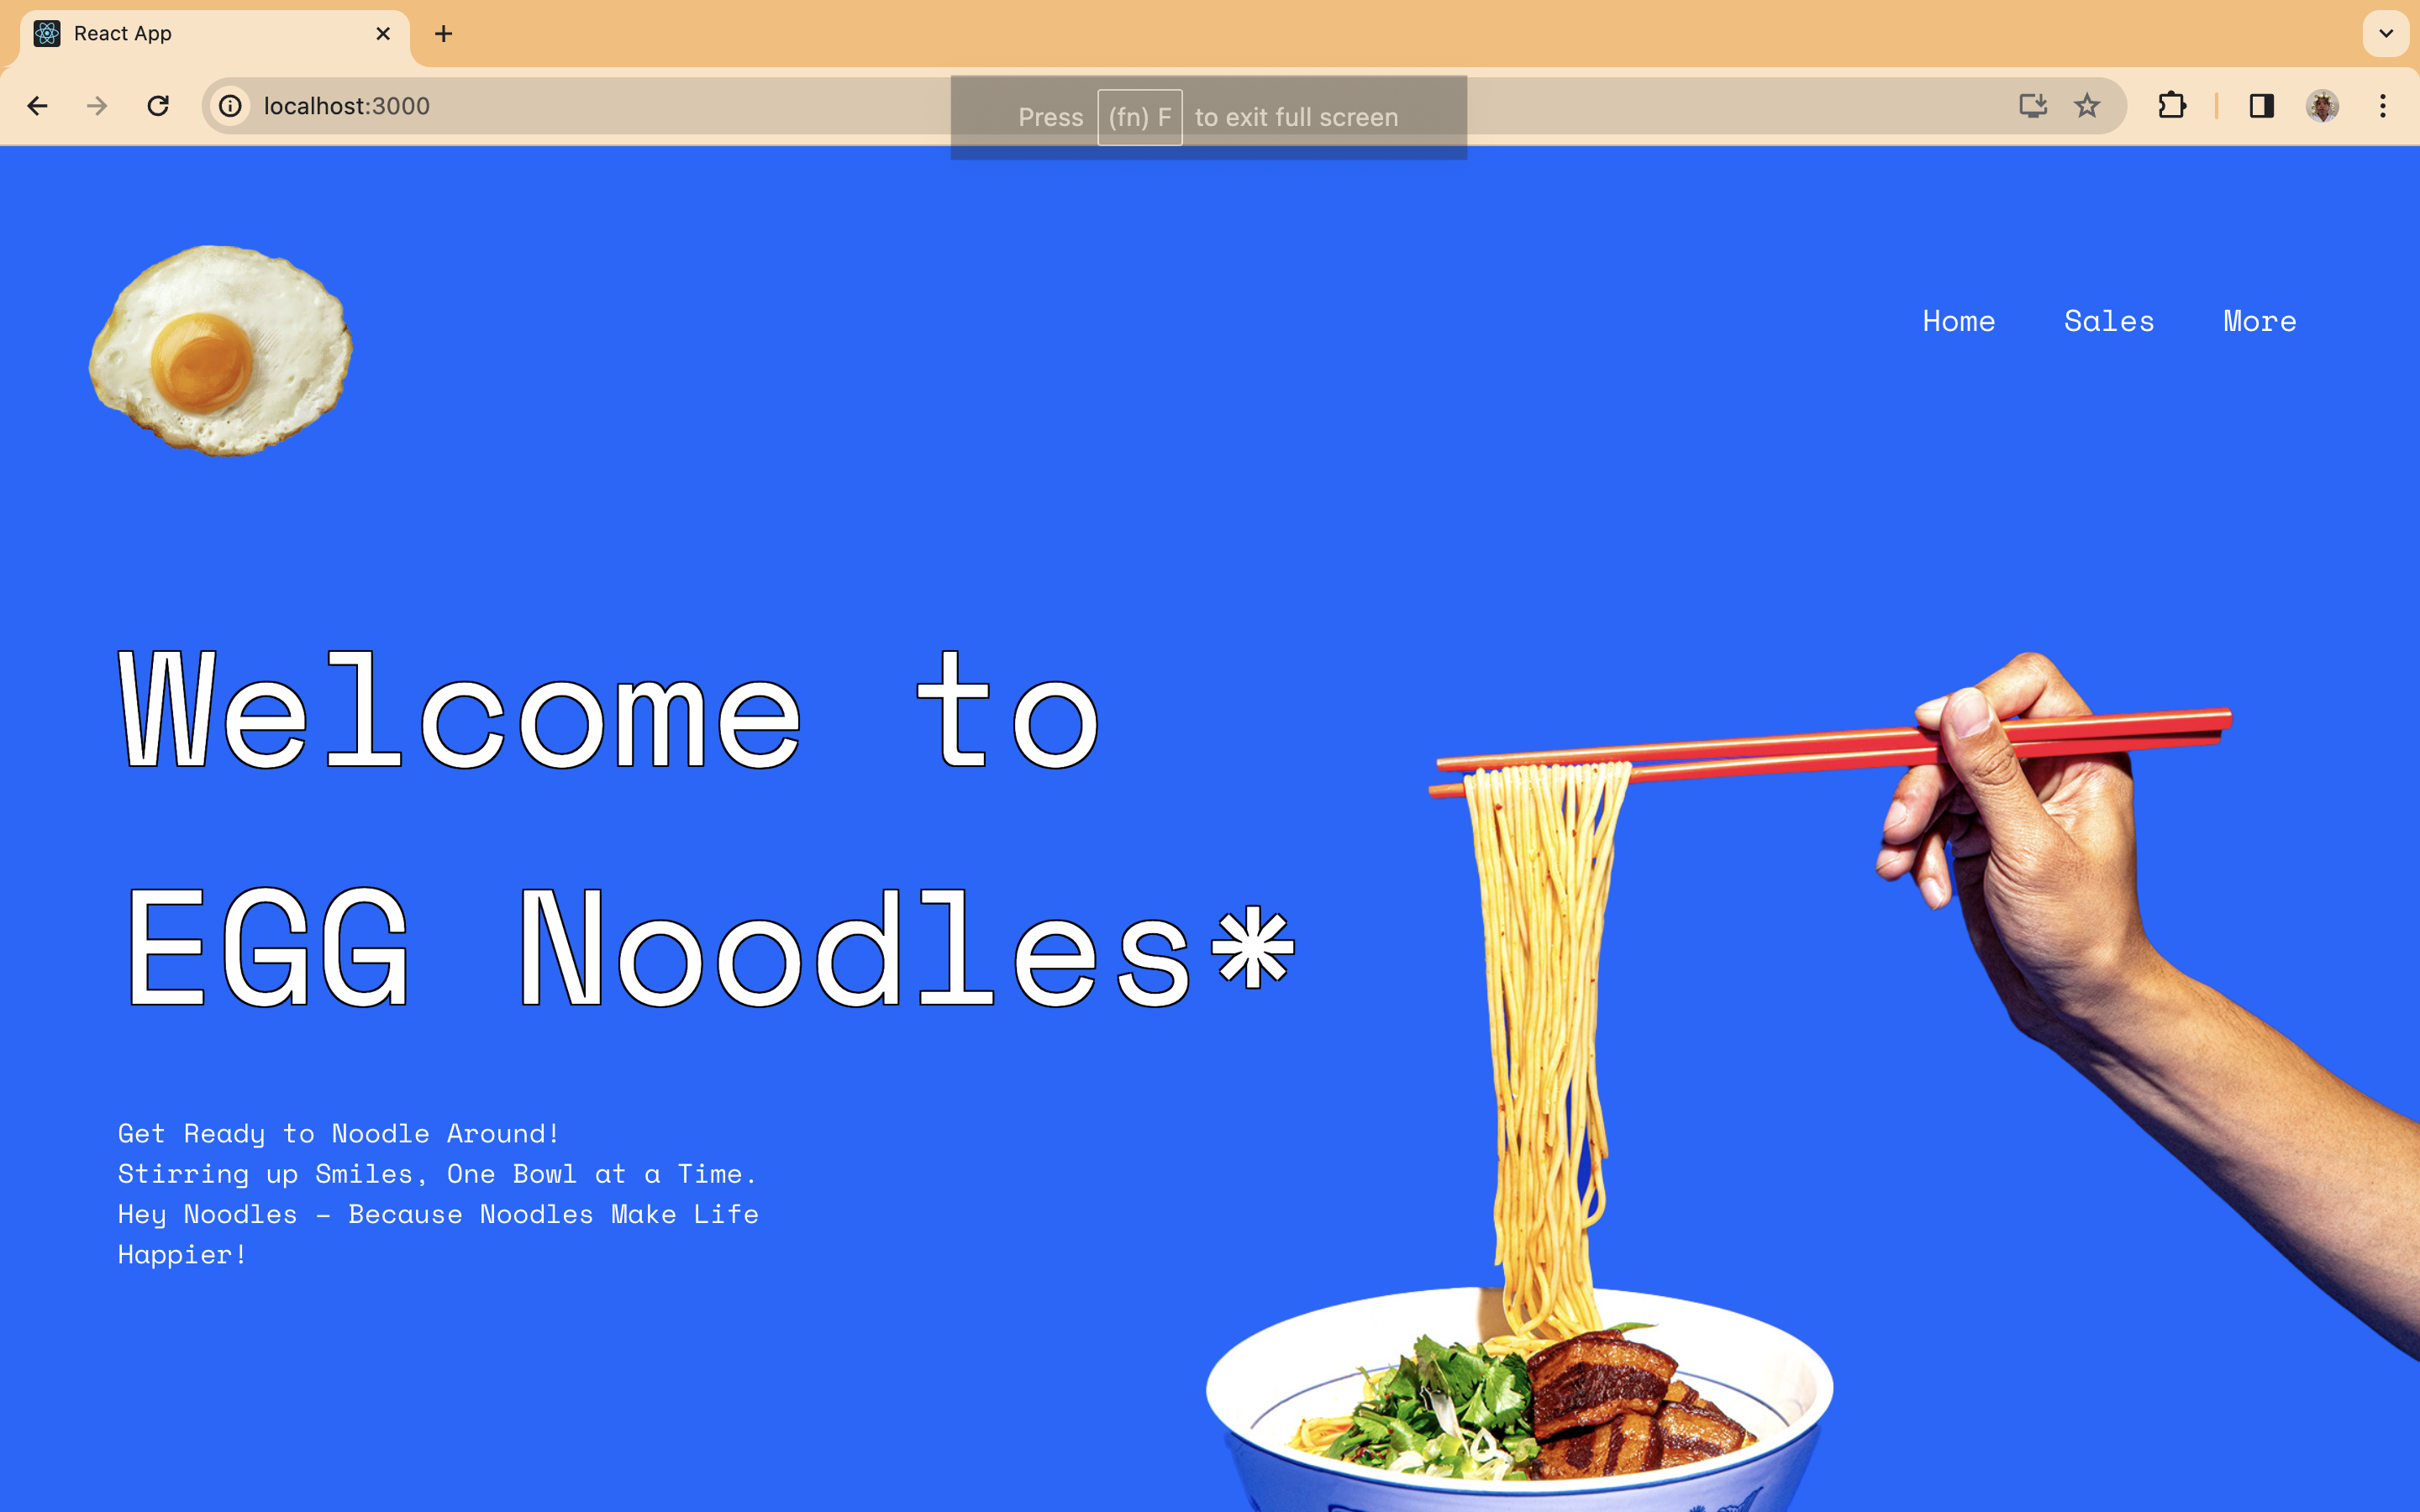 React App
localhost:3000
Press (fn) F to exit full screen
Home Sales More
Welcome to
EGG Noodles*
Get Ready to Noodle Around!
Stirring up Smiles, One Bowl at a Time.
Hey Noodles – Because Noodles Make Life
Happier!